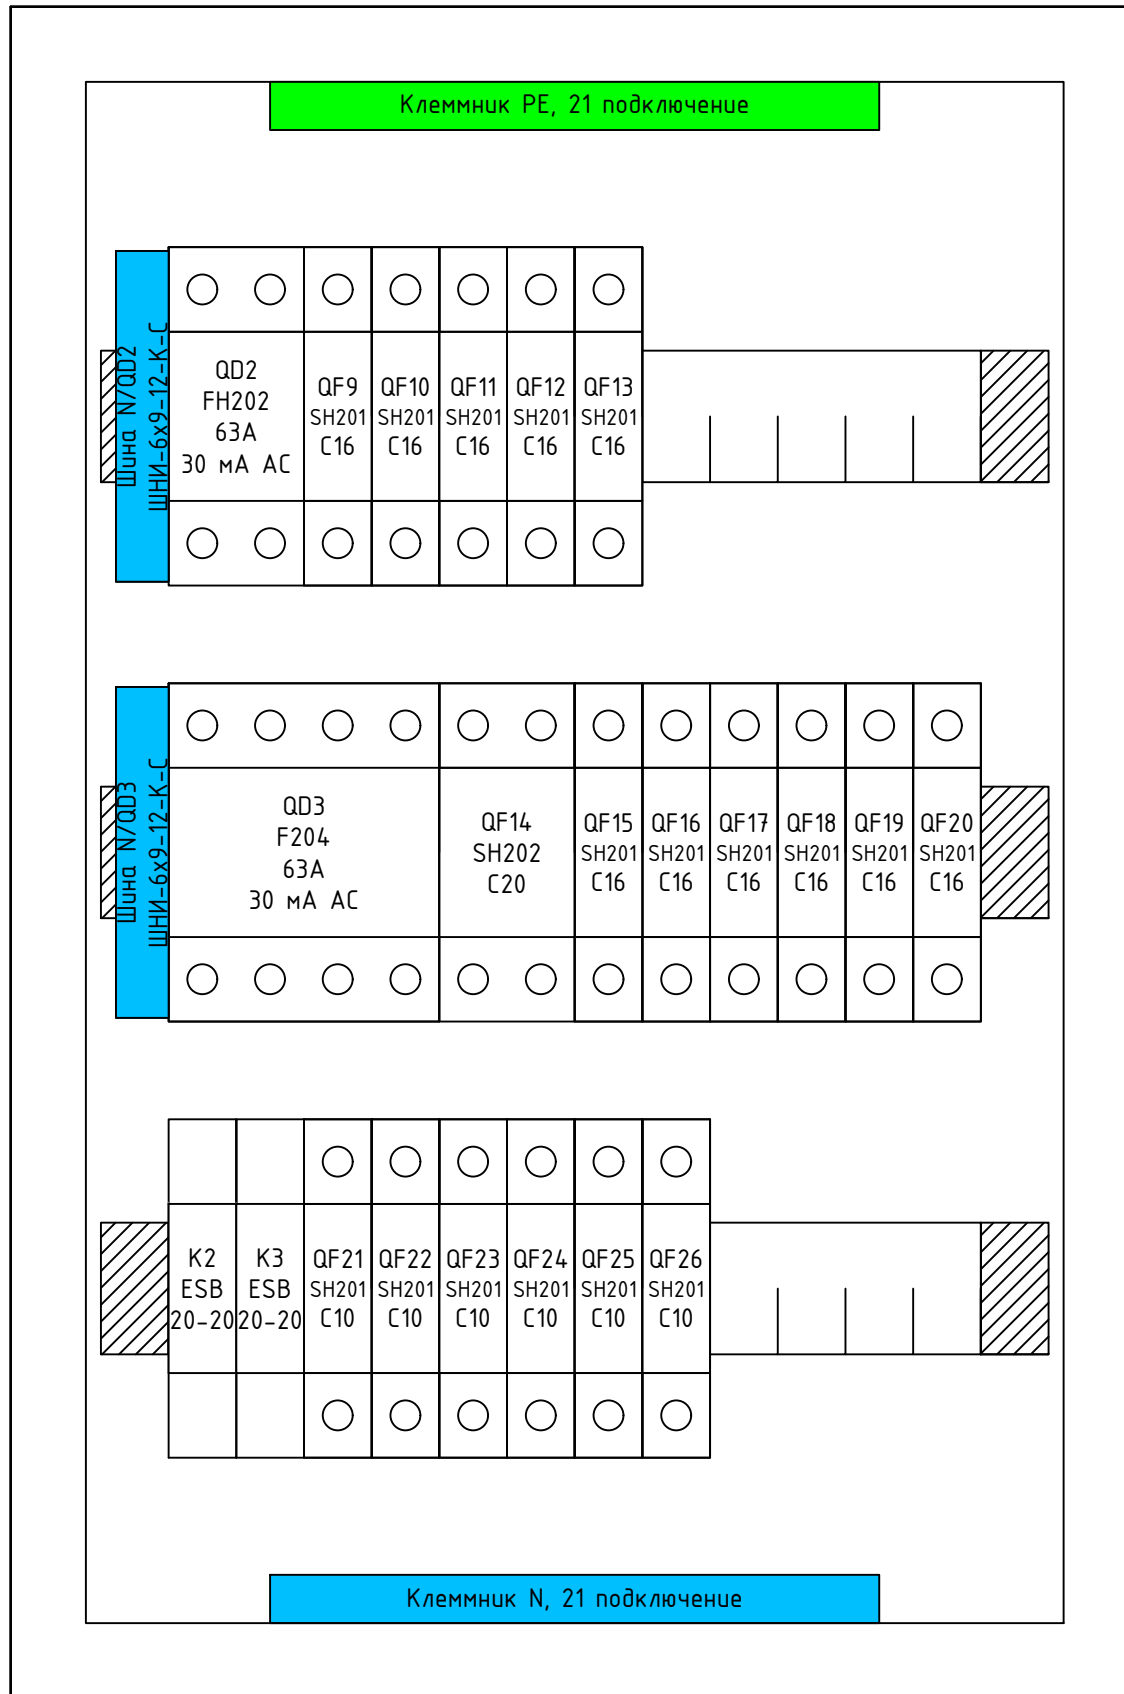 Клеммник PE, 21 подключение
Шина N/QD2
ШНИ-6х9-12-К-С
QD2
FH202
63А
30 мА АС
QF9
SH201
C16
QF10
SH201
C16
QF11
SH201
C16
QF12
SH201
C16
QF13
SH201
C16
Шина N/QD3
ШНИ-6х9-12-К-С
QD3
F204
63А
30 мА АС
QF14
SH202
C20
QF15
SH201
C16
QF16
SH201
C16
QF17
SH201
C16
QF18
SH201
C16
QF19
SH201
C16
QF20
SH201
C16
K2
ESB
20-20
K3
ESB
20-20
QF21
SH201
C10
QF22
SH201
C10
QF23
SH201
C10
QF24
SH201
C10
QF25
SH201
C10
QF26
SH201
C10
Клеммник N, 21 подключение